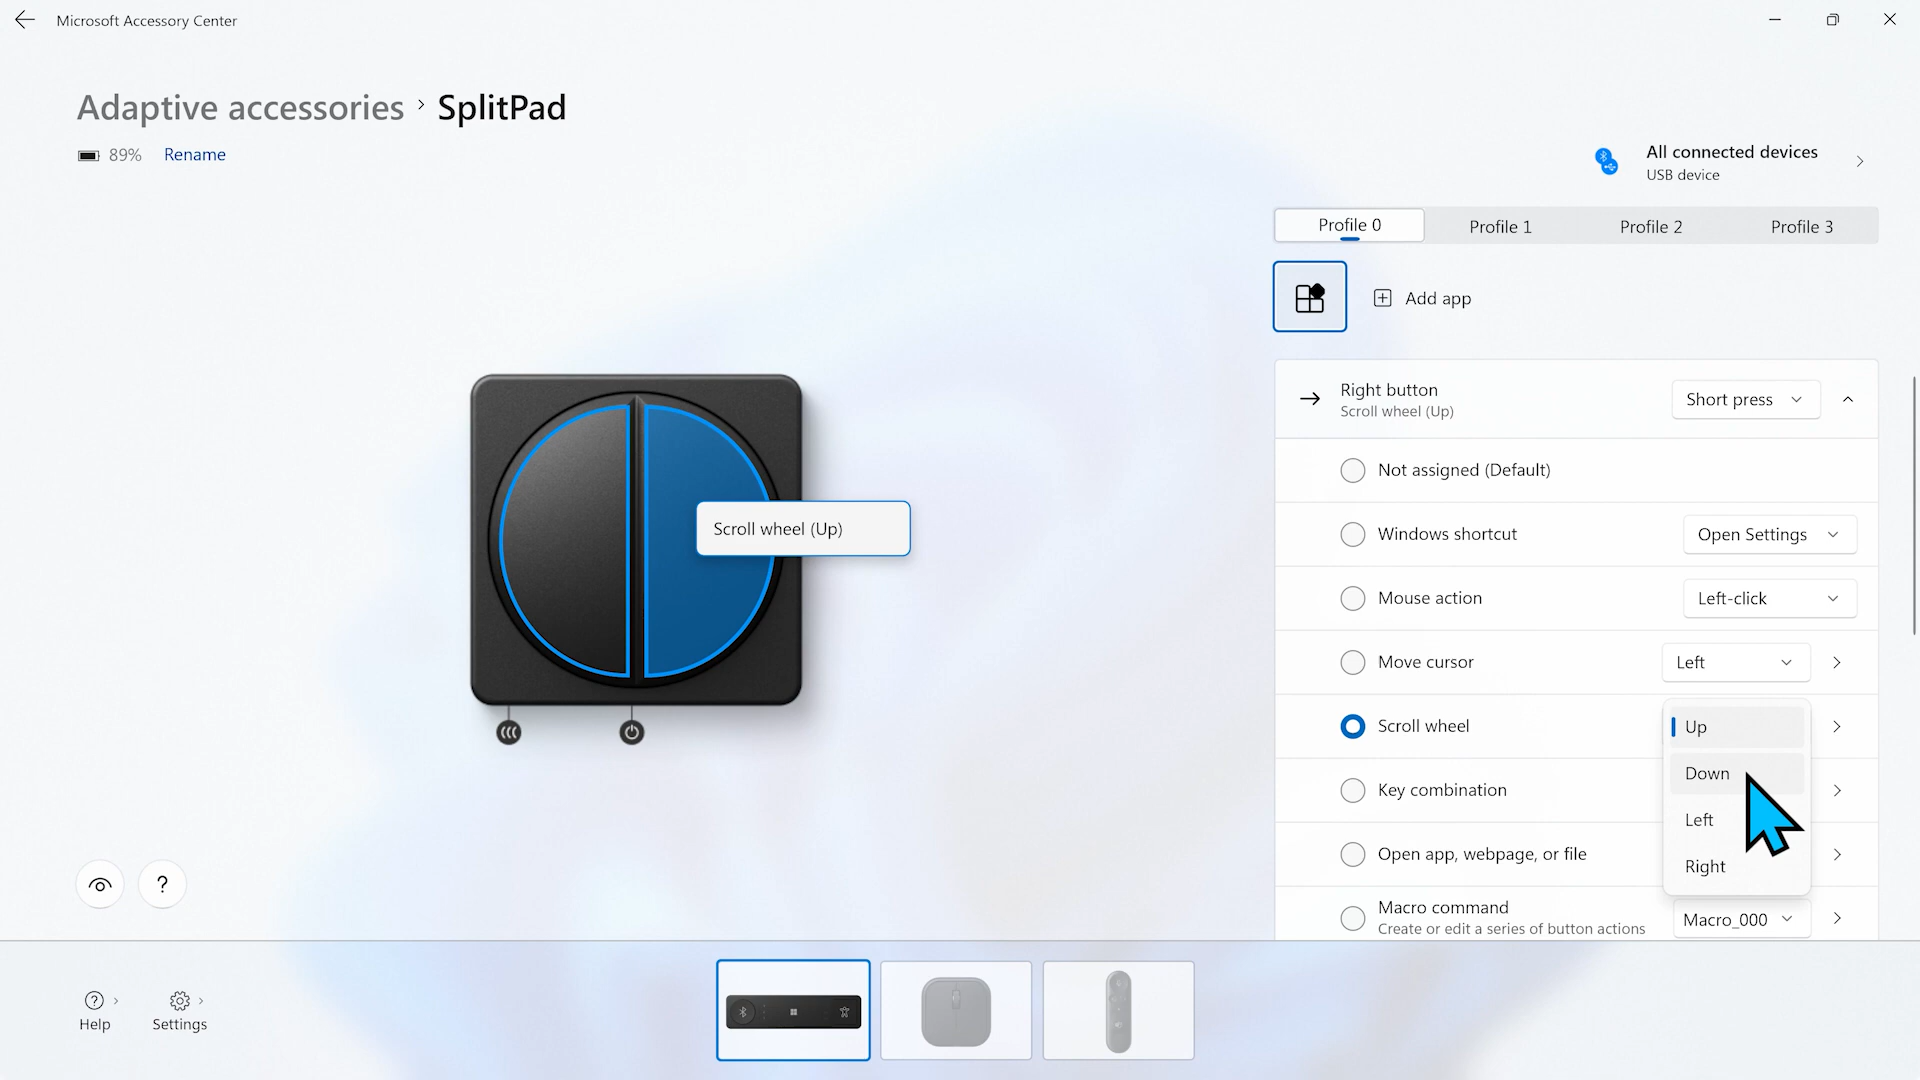 Microsoft Accessory Center
Adaptive accessories › SplitPad
89% Rename
All connected devices
USB device
Profile 0 Profile 1 Profile 2 Profile 3
Add app
Right button
Scroll wheel (Up)
Short press
Not assigned (Default)
Windows shortcut
Open Settings
Mouse action
Left-click
Move cursor
Left
Scroll wheel
Up
Down
Left
Right
Key combination
Open app, webpage, or file
Macro command
Create or edit a series of button actions
Macro_000
Scroll wheel (Up)
?
Help
Settings